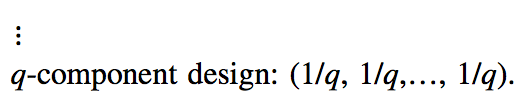 ⋮
q-component design: (1/q, 1/q,…, 1/q).